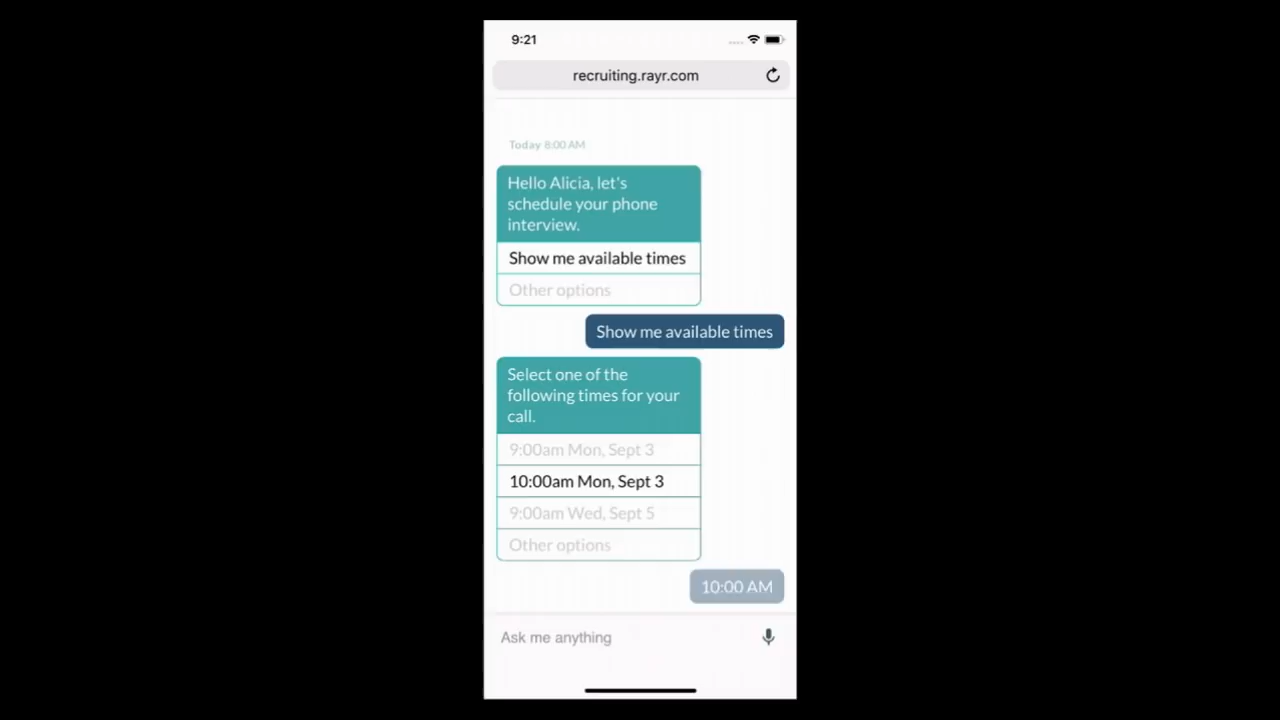 9:21
recruiting.rayr.com
Today 8:00 AM
Hello Alicia, let's
schedule your phone
interview.
Show me available times
Other options
Show me available times
Select one of the
following times for your
call.
9:00am Mon, Sept 3
10:00am Mon, Sept 3
9:00am Wed, Sept 5
Other options
10:00 AM
Ask me anything